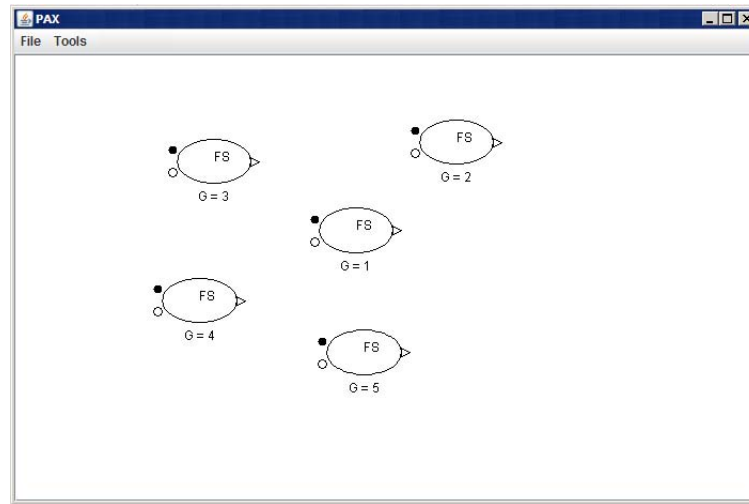 PAX
File Tools
FS
G = 2
FS
G = 3
FS
G = 1
FS
G = 4
FS
G = 5